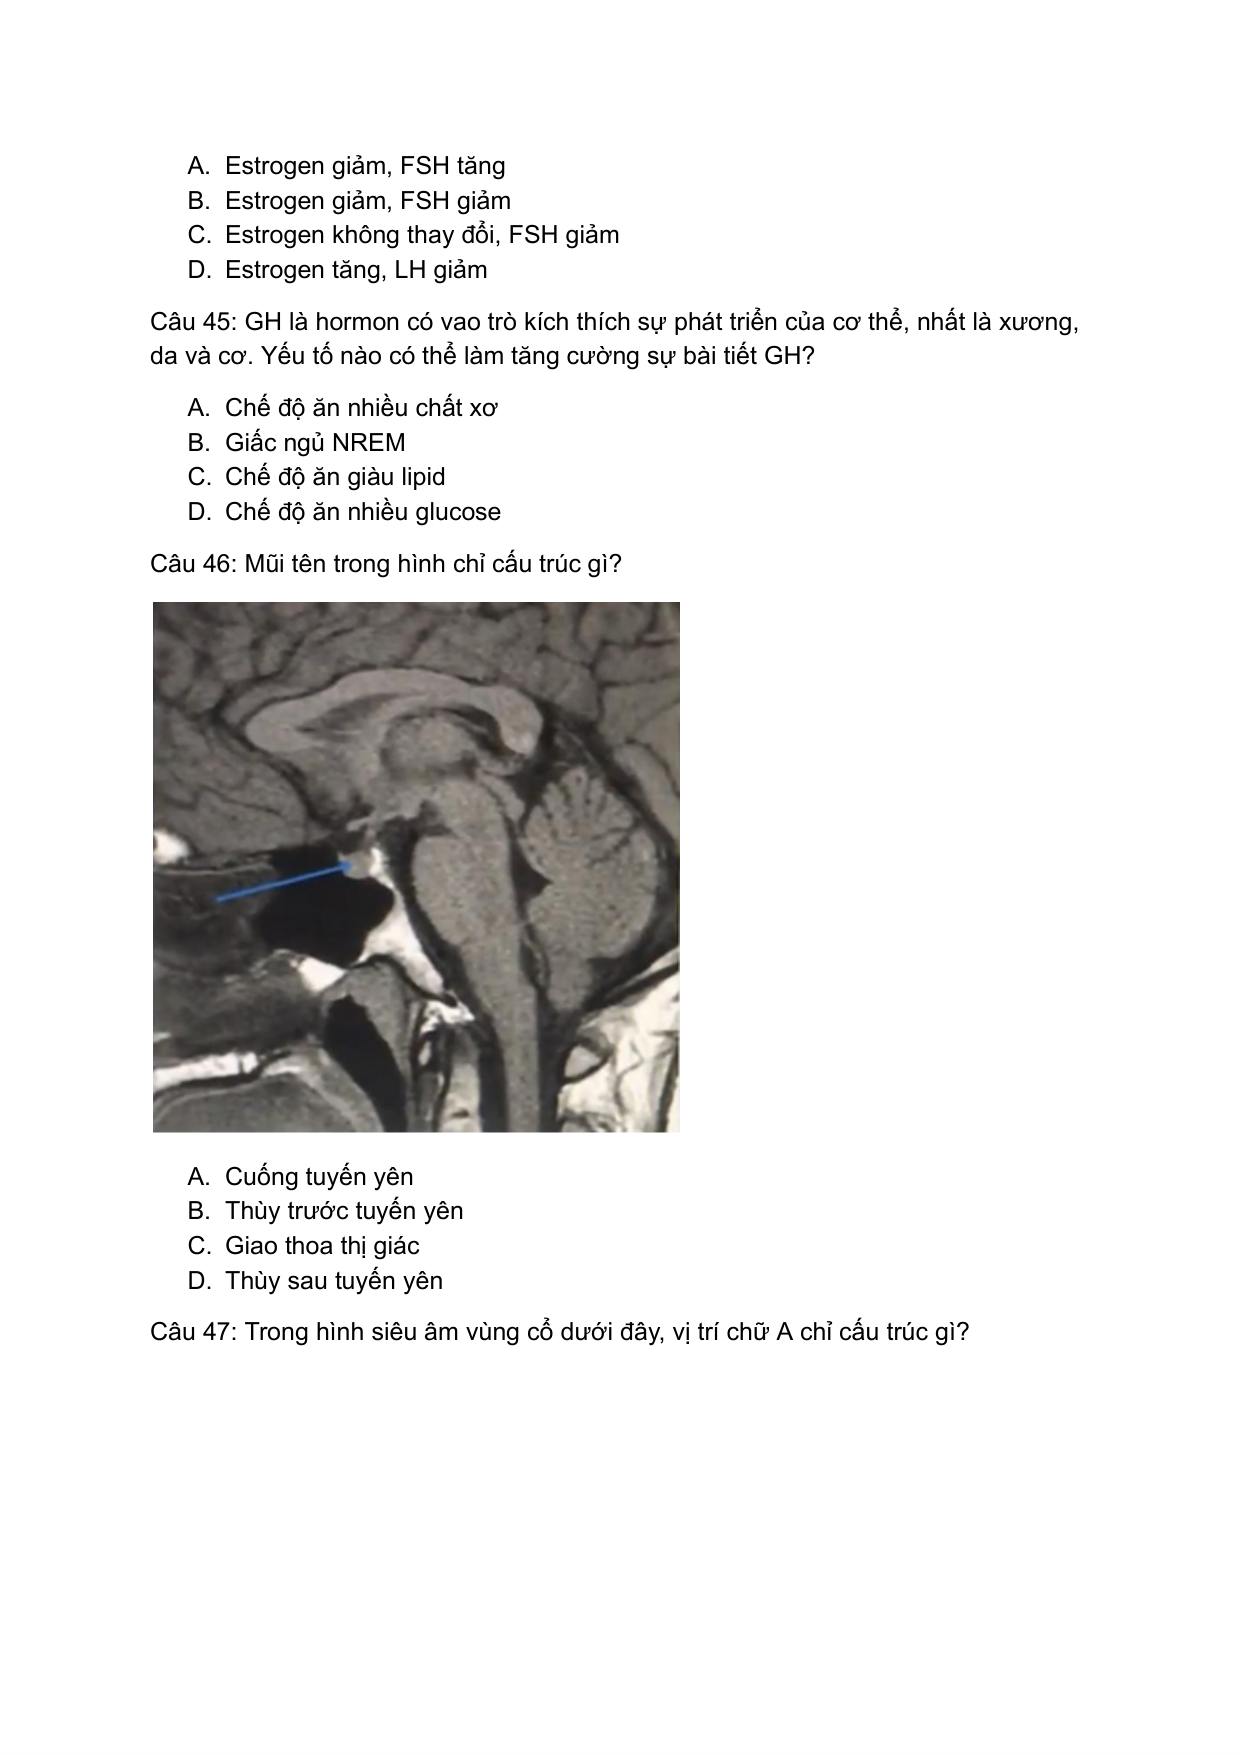 A. Estrogen giảm, FSH tăng
B. Estrogen giảm, FSH giảm
C. Estrogen không thay đổi, FSH giảm
D. Estrogen tăng, LH giảm
Câu 45: GH là hormon có vao trò kích thích sự phát triển của cơ thể, nhất là xương,
da và cơ. Yếu tố nào có thể làm tăng cường sự bài tiết GH?
A. Chế độ ăn nhiều chất xơ
B. Giấc ngủ NREM
C. Chế độ ăn giàu lipid
D. Chế độ ăn nhiều glucose
Câu 46: Mũi tên trong hình chỉ cấu trúc gì?
A. Cuống tuyến yên
B. Thùy trước tuyến yên
C. Giao thoa thị giác
D. Thùy sau tuyến yên
Câu 47: Trong hình siêu âm vùng cổ dưới đây, vị trí chữ A chỉ cấu trúc gì?